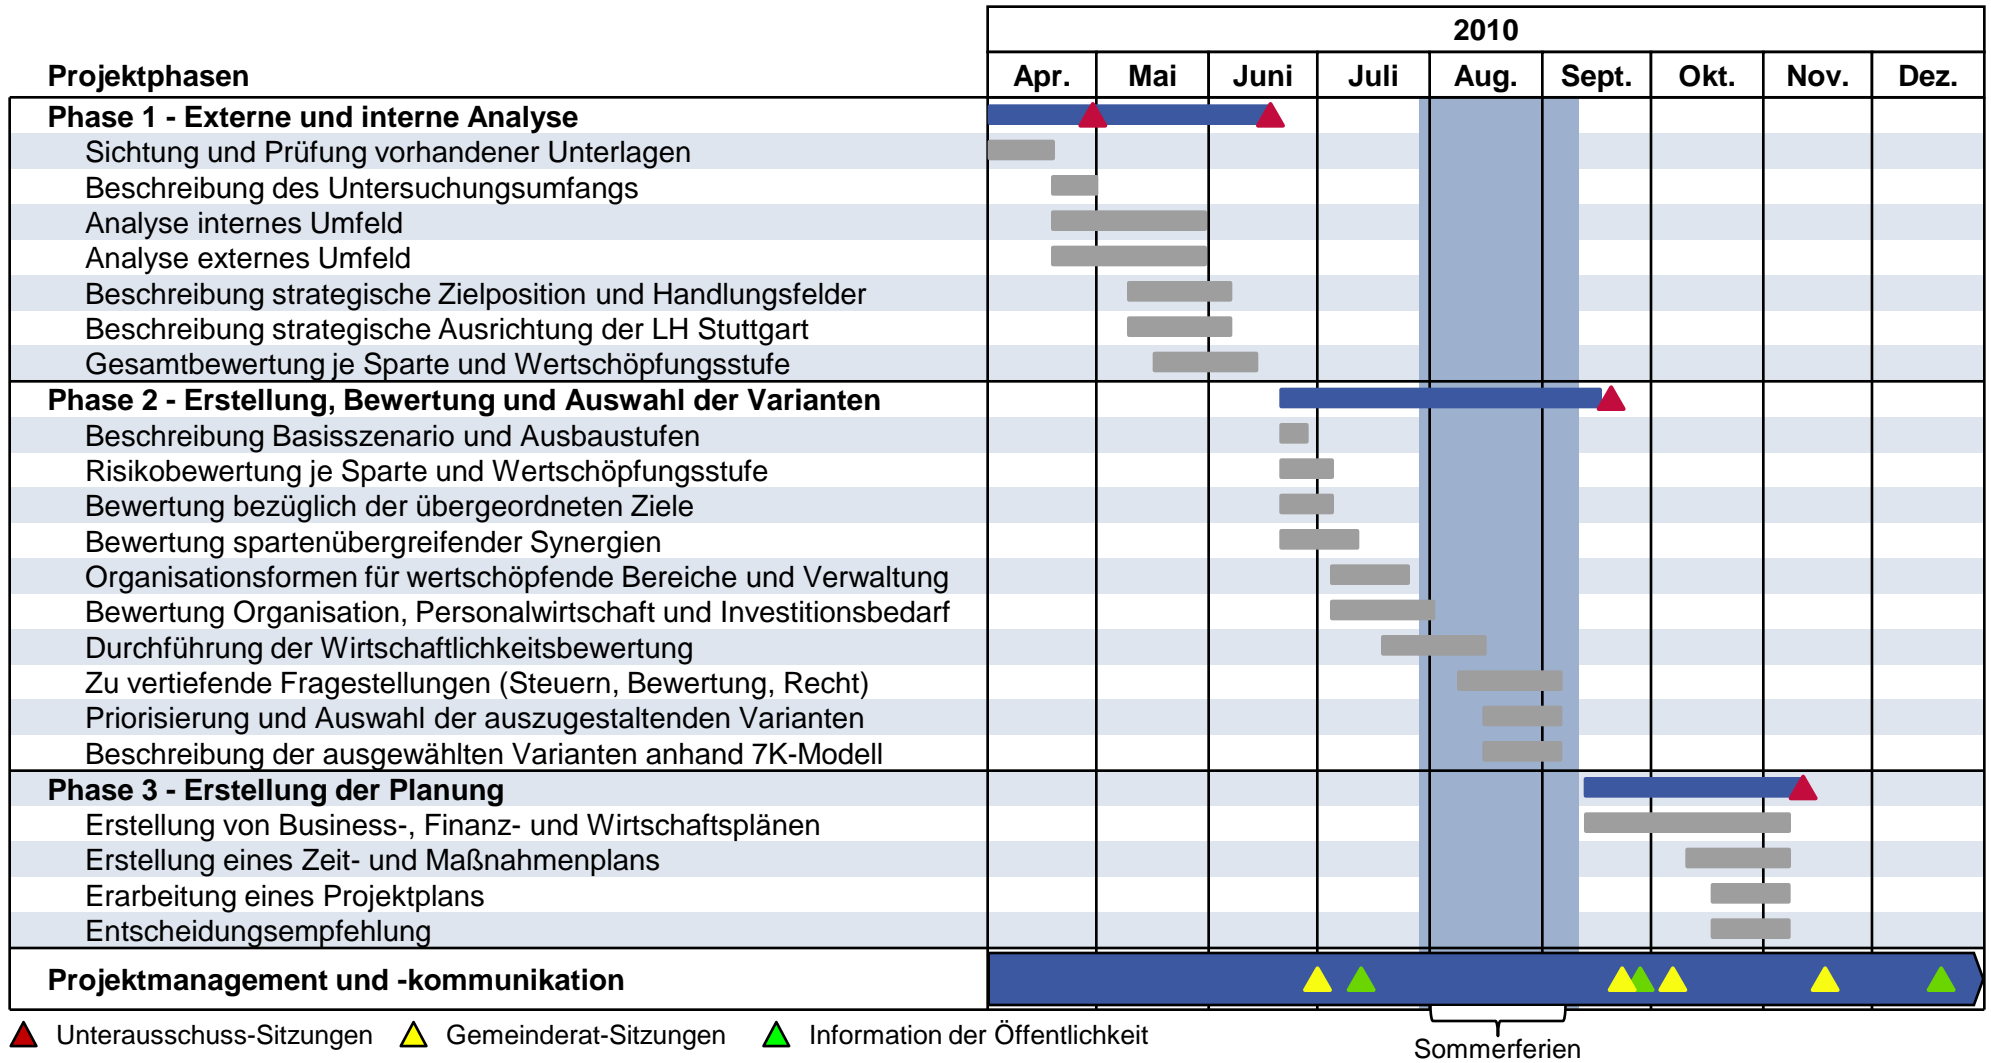 2010
Projektphasen Apr. Mai Juni Juli Aug. Sept. Okt. Nov. Dez.
Phase 1 - Externe und interne Analyse
Sichtung und Prüfung vorhandener Unterlagen
Beschreibung des Untersuchungsumfangs
Analyse internes Umfeld
Analyse externes Umfeld
Beschreibung strategische Zielposition und Handlungsfelder
Beschreibung strategische Ausrichtung der LH Stuttgart
Gesamtbewertung je Sparte und Wertschöpfungsstufe
Phase 2 - Erstellung, Bewertung und Auswahl der Varianten
Beschreibung Basisszenario und Ausbaustufen
Risikobewertung je Sparte und Wertschöpfungsstufe
Bewertung bezüglich der übergeordneten Ziele
Bewertung spartenübergreifender Synergien
Organisationsformen für wertschöpfende Bereiche und Verwaltung
Bewertung Organisation, Personalwirtschaft und Investitionsbedarf
Durchführung der Wirtschaftlichkeitsbewertung
Zu vertiefende Fragestellungen (Steuern, Bewertung, Recht)
Priorisierung und Auswahl der auszugestaltenden Varianten
Beschreibung der ausgewählten Varianten anhand 7K-Modell
Phase 3 - Erstellung der Planung
Erstellung von Business-, Finanz- und Wirtschaftsplänen
Erstellung eines Zeit- und Maßnahmenplans
Erarbeitung eines Projektplans
Entscheidungsempfehlung
Projektmanagement und -kommunikation
Unterausschuss-Sitzungen Gemeinderat-Sitzungen Information der Öffentlichkeit
Sommerferien